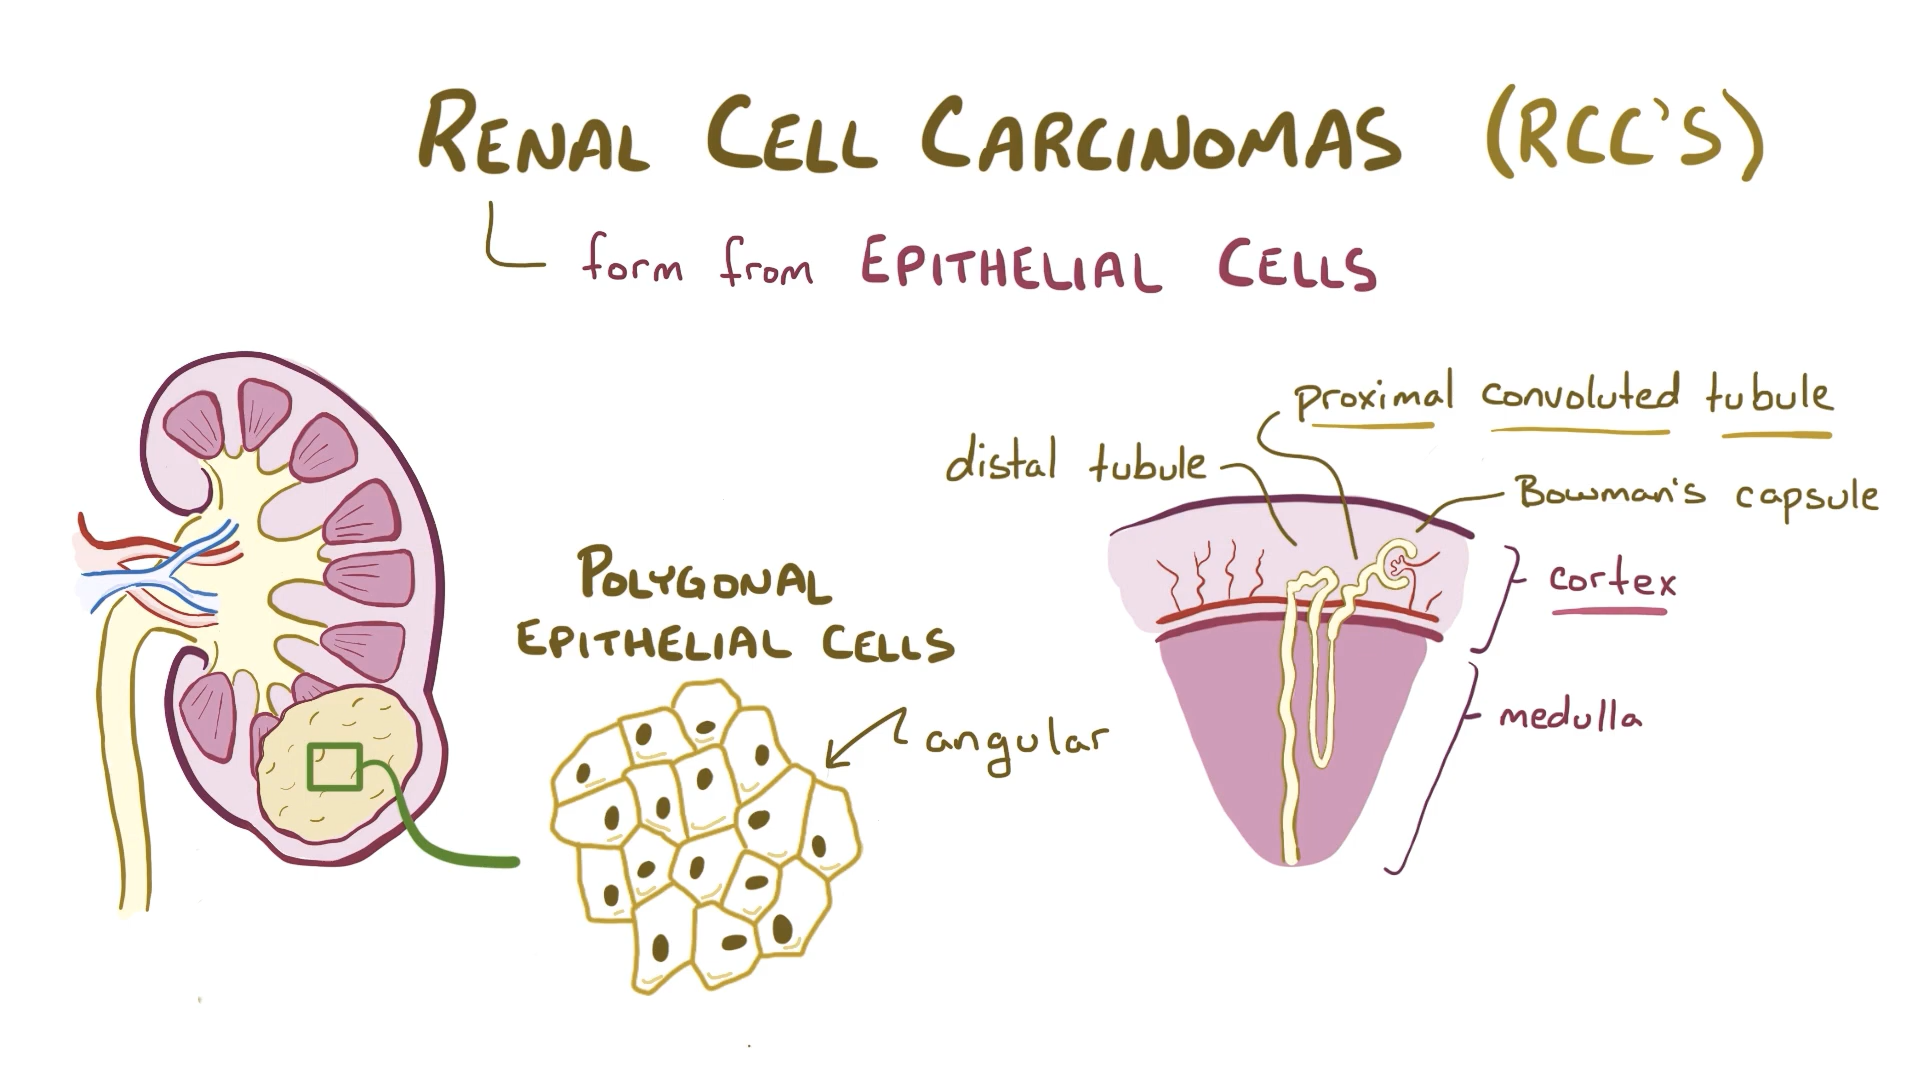 RENAL CELL CARCINOMAS (RCC'S)
form from EPITHELIAL CELLS
proximal convoluted tubule
distal tubule
Bowman's capsule
cortex
medulla
POLYGONAL
EPITHELIAL CELLS
angular